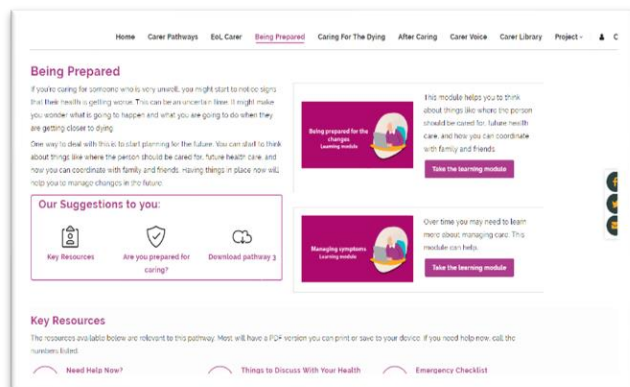 Home Carer Pathways EoL Carer Being Prepared Caring For The Dying After Caring Carer Voice Carer Library Project
Being Prepared
If you're caring for someone who is very unwell, you might start to notice signs
that their health is getting worse. This can be an uncertain time. It might make
you wonder what is going to happen and what you are going to do when they
are getting closer to dying.
One way to deal with this is to start planning for the future. You can start to think
about things like where the person should be cared for, future health care, and
how you can coordinate with family and friends. Having things in place now will
help you to manage changes in the future.
Our Suggestions to you:
Key Resources
Are you prepared for
caring?
Download pathway 3
Being prepared for the
changes
Learning module
This module helps you to think
about things like where the person
should be cared for, future health
care, and how you can coordinate
with family and friends.
Take the learning module
Managing symptoms
Learning module
Over time you may need to learn
more about managing care. This
module can help.
Take the learning module
Key Resources
The resources available below are relevant to this pathway. Most will have a PDF version you can print or save to your device. If you need help now, call the
numbers listed.
Need Help Now?
Things to Discuss With Your Health
Emergency Checklist